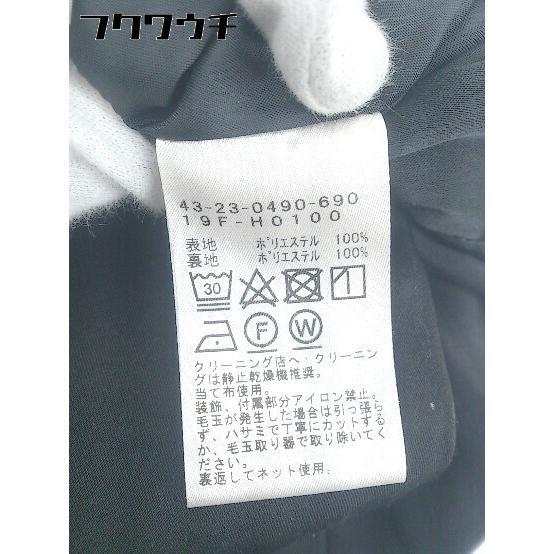 フクワウチ
43-23-0490-690
19F-H0100
表地 ポリエステル 100%
裏地 ポリエステル 100%
30
F W
クリーニング店へ・クリーニン
グは静止乾燥機推奨。
当て布使用。
装飾、付属部分アイロン禁止。
毛玉が発生した場合は引っ張ら
ず、ハサミで丁寧にカットする
か、毛玉取り器で取り除いてく
ださい。
裏返してネット使用。